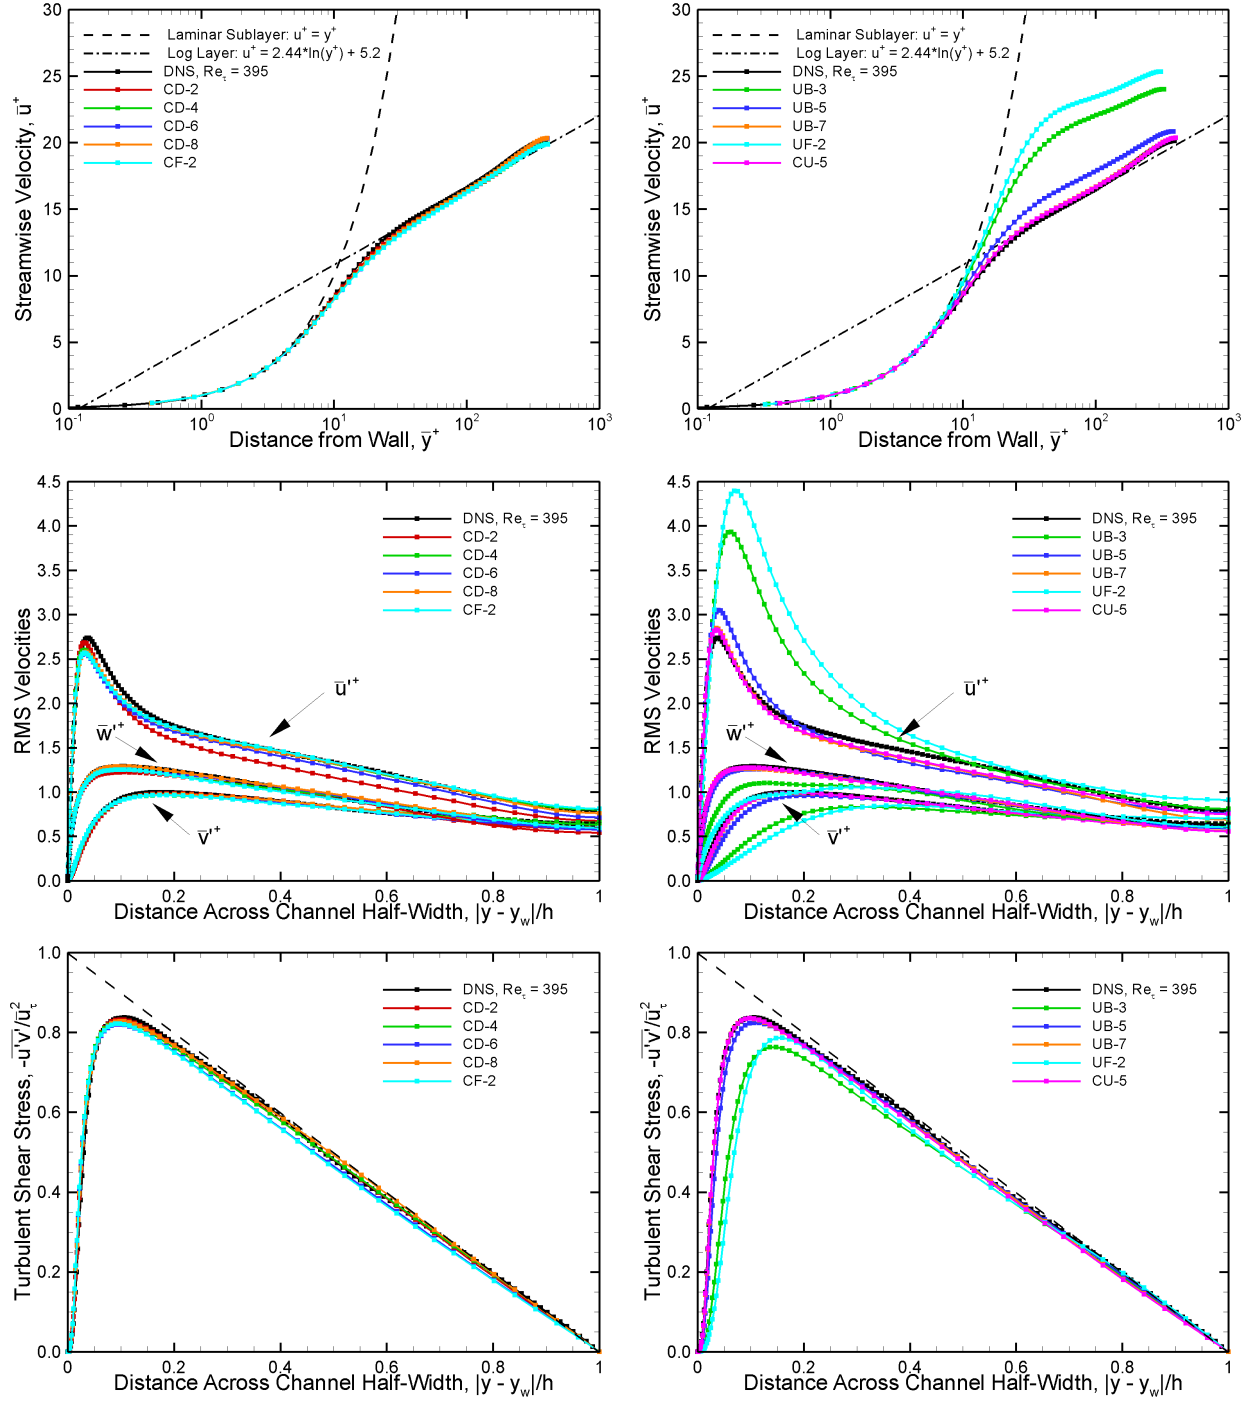 30
25
20
15
10
5
0
Streamwise Velocity, u̅⁺
Laminar Sublayer: u⁺ = y⁺
Log Layer: u⁺ = 2.44*ln(y⁺) + 5.2
DNS, Re_τ = 395
CD-2
CD-4
CD-6
CD-8
CF-2
10⁻¹ 10⁰ 10¹ 10² 10³
Distance from Wall, y̅⁺
30
25
20
15
10
5
0
Streamwise Velocity, u̅⁺
Laminar Sublayer: u⁺ = y⁺
Log Layer: u⁺ = 2.44*ln(y⁺) + 5.2
DNS, Re_τ = 395
UB-3
UB-5
UB-7
UF-2
CU-5
10⁻¹ 10⁰ 10¹ 10² 10³
Distance from Wall, y̅⁺
4.5
4.0
3.5
3.0
2.5
2.0
1.5
1.0
0.5
0.0
RMS Velocities
DNS, Re_τ = 395
CD-2
CD-4
CD-6
CD-8
CF-2
u̅'⁺
w̅'⁺
v̅'⁺
0 0.2 0.4 0.6 0.8 1
Distance Across Channel Half-Width, |y - y_w|/h
4.5
4.0
3.5
3.0
2.5
2.0
1.5
1.0
0.5
0.0
RMS Velocities
DNS, Re_τ = 395
UB-3
UB-5
UB-7
UF-2
CU-5
u̅'⁺
w̅'⁺
v̅'⁺
0 0.2 0.4 0.6 0.8 1
Distance Across Channel Half-Width, |y - y_w|/h
1.0
0.8
0.6
0.4
0.2
0.0
Turbulent Shear Stress, -u̅'̅v̅'/u_τ²
DNS, Re_τ = 395
CD-2
CD-4
CD-6
CD-8
CF-2
0 0.2 0.4 0.6 0.8 1
Distance Across Channel Half-Width, |y - y_w|/h
1.0
0.8
0.6
0.4
0.2
0.0
Turbulent Shear Stress, -u̅'̅v̅'/u_τ²
DNS, Re_τ = 395
UB-3
UB-5
UB-7
UF-2
CU-5
0 0.2 0.4 0.6 0.8 1
Distance Across Channel Half-Width, |y - y_w|/h